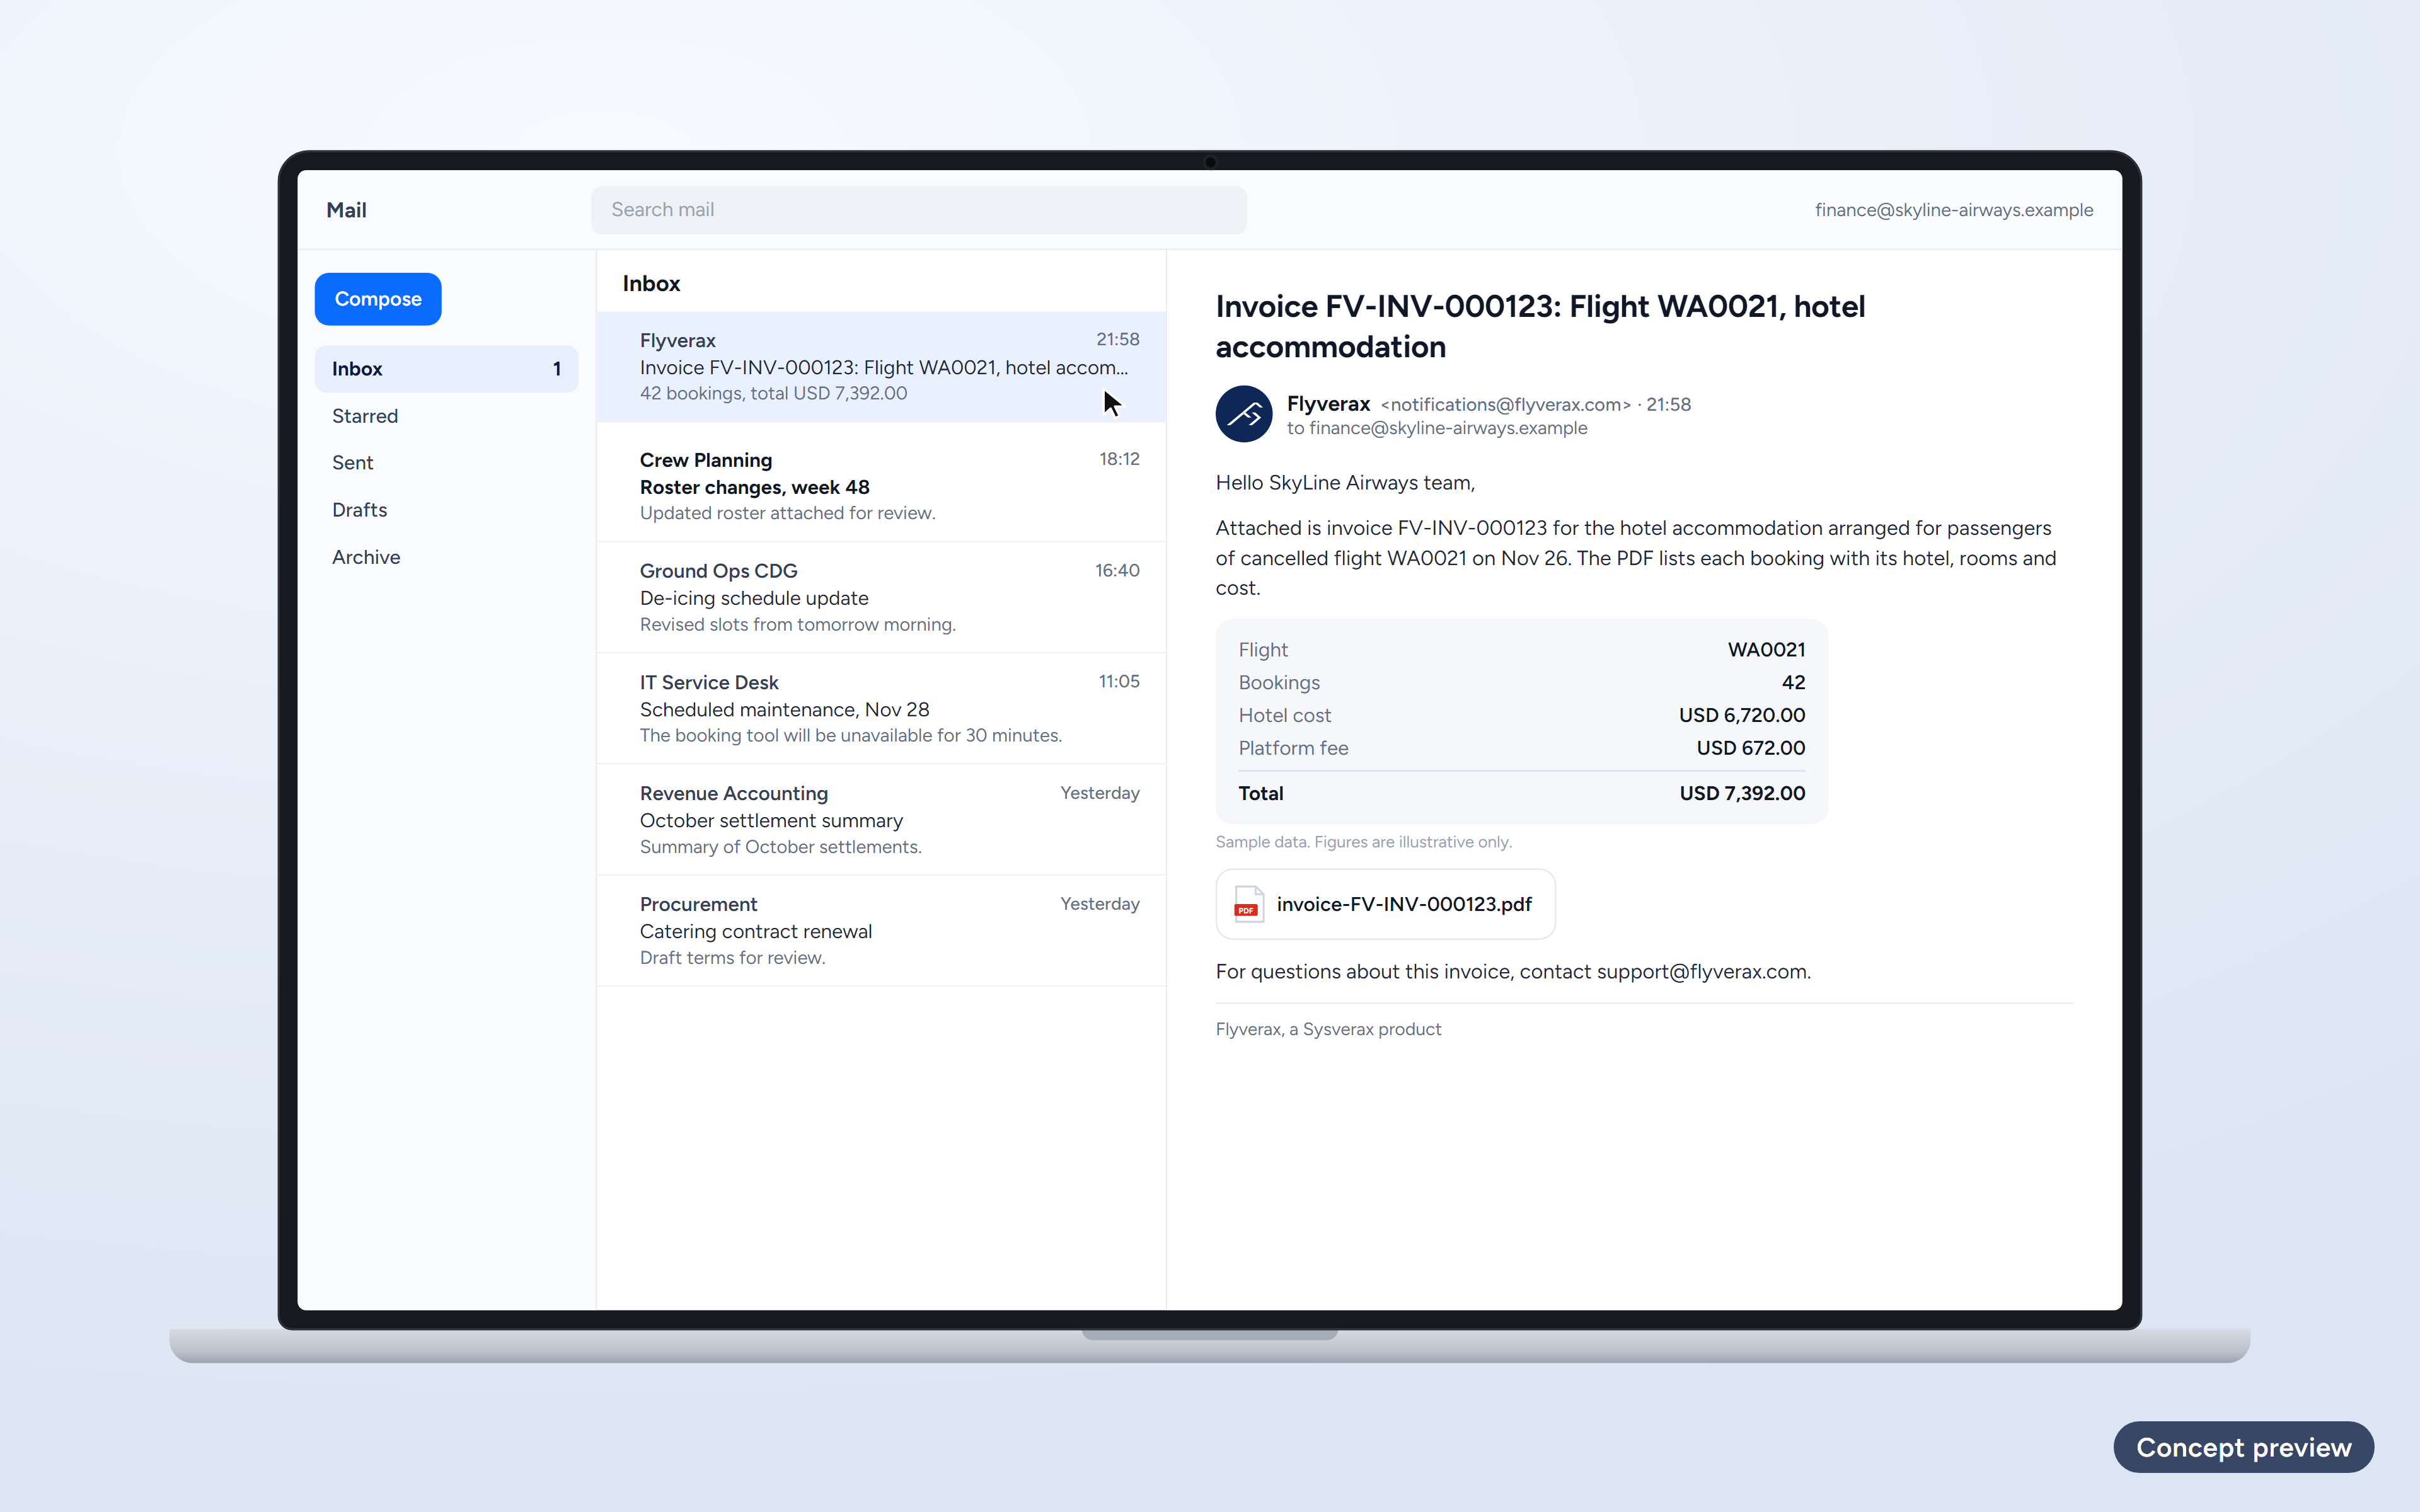 Mail
Search mail
finance@skyline-airways.example
Compose
Inbox 1
Starred
Sent
Drafts
Archive
Inbox
Flyverax 21:58
Invoice FV-INV-000123: Flight WA0021, hotel accom...
42 bookings, total USD 7,392.00
Crew Planning 18:12
Roster changes, week 48
Updated roster attached for review.
Ground Ops CDG 16:40
De-icing schedule update
Revised slots from tomorrow morning.
IT Service Desk 11:05
Scheduled maintenance, Nov 28
The booking tool will be unavailable for 30 minutes.
Revenue Accounting Yesterday
October settlement summary
Summary of October settlements.
Procurement Yesterday
Catering contract renewal
Draft terms for review.
Invoice FV-INV-000123: Flight WA0021, hotel
accommodation
Flyverax <notifications@flyverax.com> · 21:58
to finance@skyline-airways.example
Hello SkyLine Airways team,
Attached is invoice FV-INV-000123 for the hotel accommodation arranged for passengers
of cancelled flight WA0021 on Nov 26. The PDF lists each booking with its hotel, rooms and
cost.
Flight WA0021
Bookings 42
Hotel cost USD 6,720.00
Platform fee USD 672.00
Total USD 7,392.00
Sample data. Figures are illustrative only.
PDF invoice-FV-INV-000123.pdf
For questions about this invoice, contact support@flyverax.com.
Flyverax, a Sysverax product
Concept preview